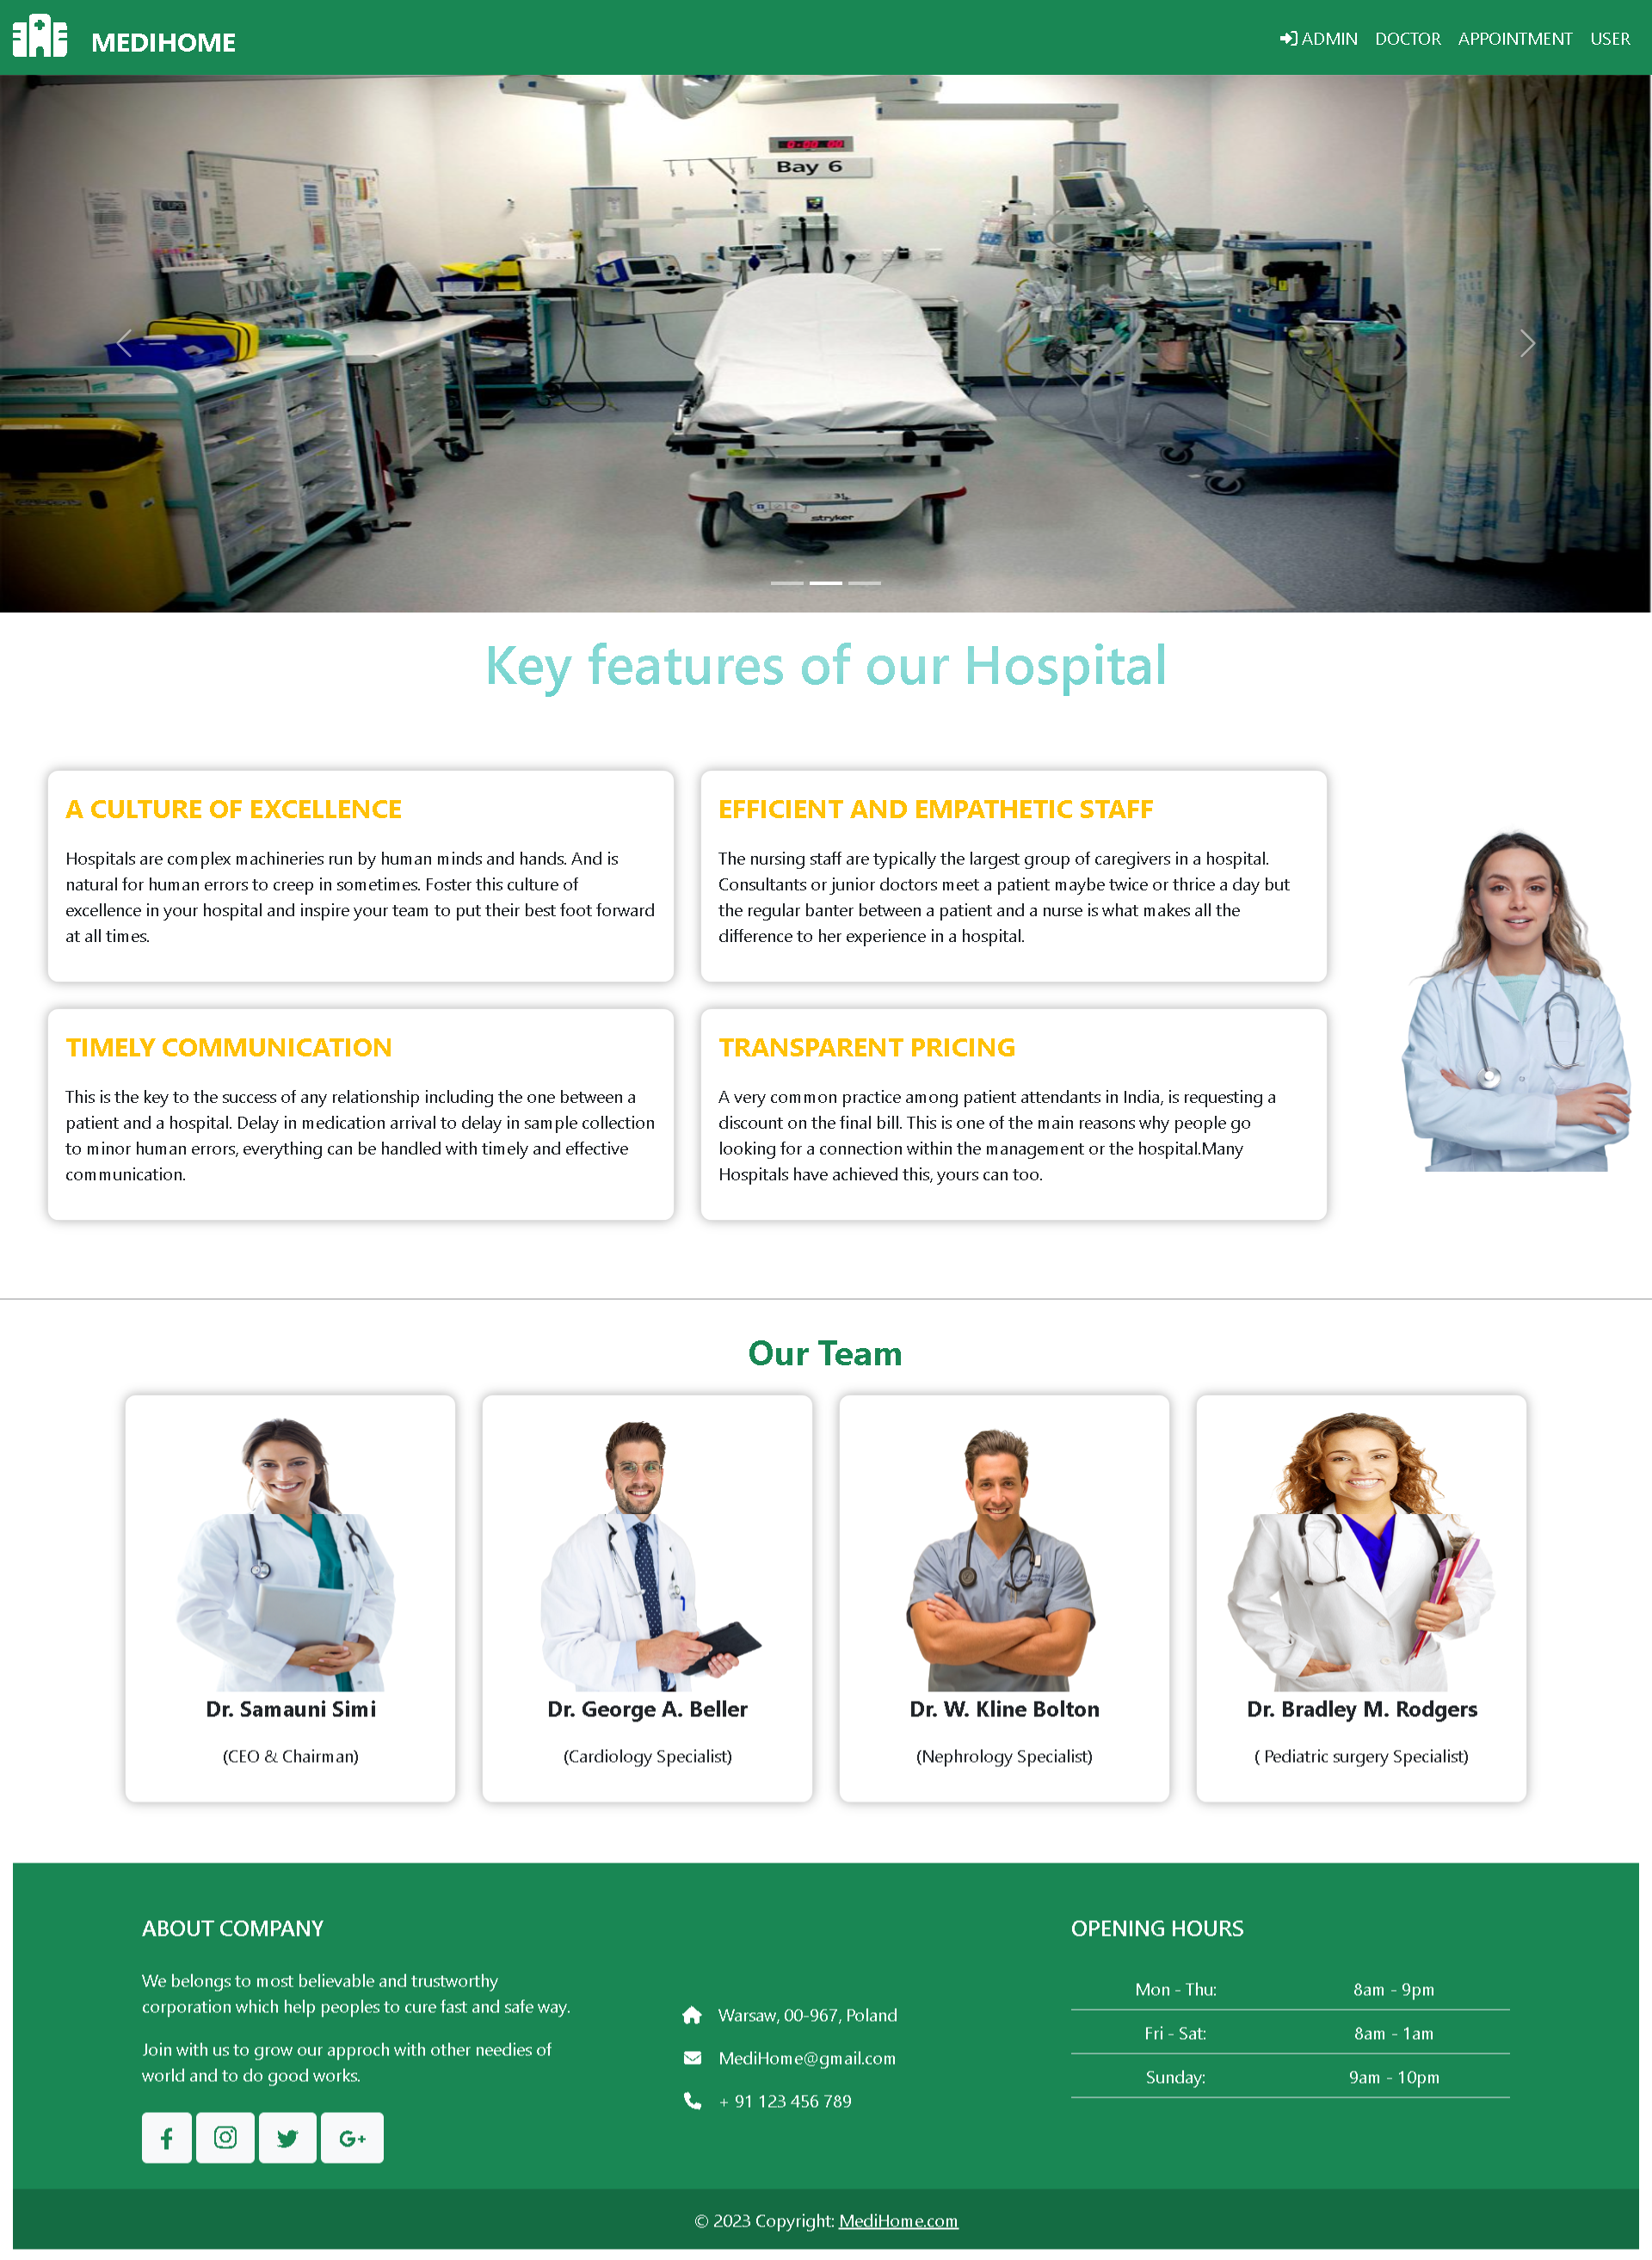 MEDIHOME
ADMIN DOCTOR APPOINTMENT USER
Bay 6
stryker
Key features of our Hospital
A CULTURE OF EXCELLENCE
Hospitals are complex machineries run by human minds and hands. And is
natural for human errors to creep in sometimes. Foster this culture of
excellence in your hospital and inspire your team to put their best foot forward
at all times.
EFFICIENT AND EMPATHETIC STAFF
The nursing staff are typically the largest group of caregivers in a hospital.
Consultants or junior doctors meet a patient maybe twice or thrice a day but
the regular banter between a patient and a nurse is what makes all the
difference to her experience in a hospital.
TIMELY COMMUNICATION
This is the key to the success of any relationship including the one between a
patient and a hospital. Delay in medication arrival to delay in sample collection
to minor human errors, everything can be handled with timely and effective
communication.
TRANSPARENT PRICING
A very common practice among patient attendants in India, is requesting a
discount on the final bill. This is one of the main reasons why people go
looking for a connection within the management or the hospital.Many
Hospitals have achieved this, yours can too.
Our Team
Dr. Samauni Simi
(CEO & Chairman)
Dr. George A. Beller
(Cardiology Specialist)
Dr. W. Kline Bolton
(Nephrology Specialist)
Dr. Bradley M. Rodgers
( Pediatric surgery Specialist)
ABOUT COMPANY
We belongs to most believable and trustworthy
corporation which help peoples to cure fast and safe way.
Join with us to grow our approch with other needies of
world and to do good works.
Warsaw, 00-967, Poland
MediHome@gmail.com
+ 91 123 456 789
OPENING HOURS
Mon - Thu: 8am - 9pm
Fri - Sat: 8am - 1am
Sunday: 9am - 10pm
© 2023 Copyright: MediHome.com